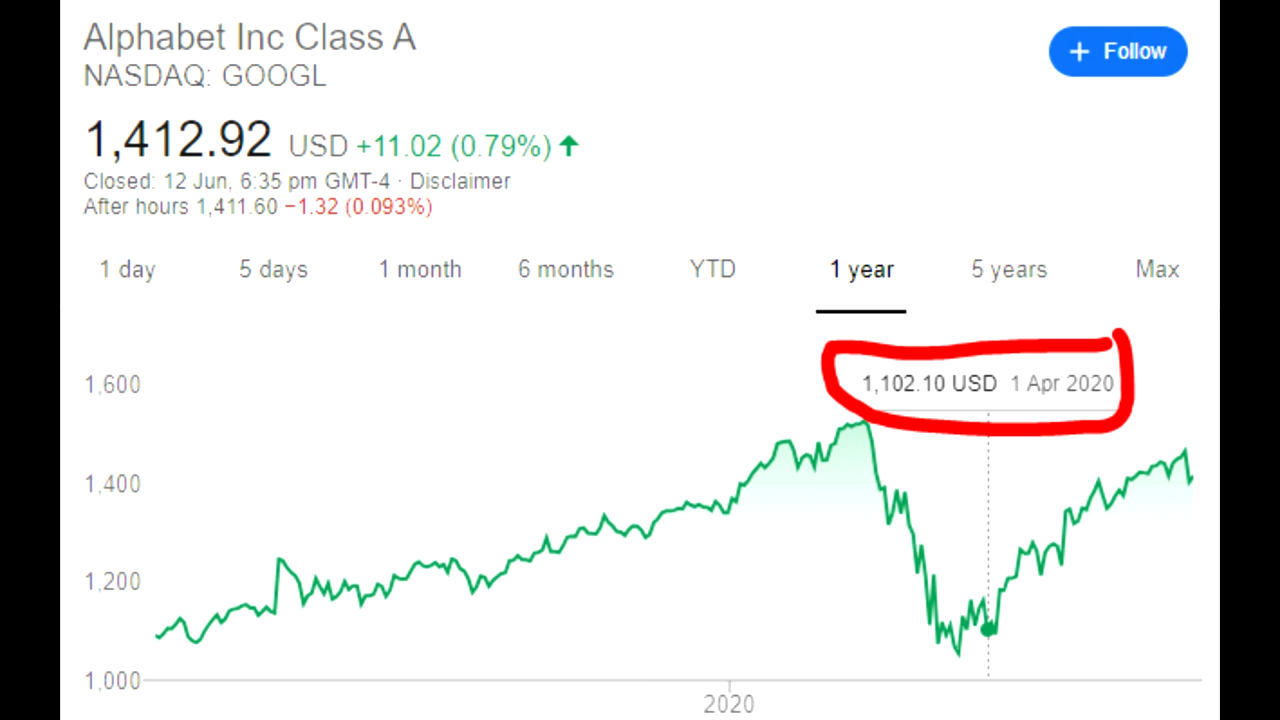 Alphabet Inc Class A
NASDAQ: GOOGL
+ Follow
1,412.92 USD +11.02 (0.79%) ↑
Closed: 12 Jun, 6:35 pm GMT-4 · Disclaimer
After hours 1,411.60 −1.32 (0.093%)
1 day 5 days 1 month 6 months YTD 1 year 5 years Max
1,102.10 USD 1 Apr 2020
1,600
1,400
1,200
1,000
2020